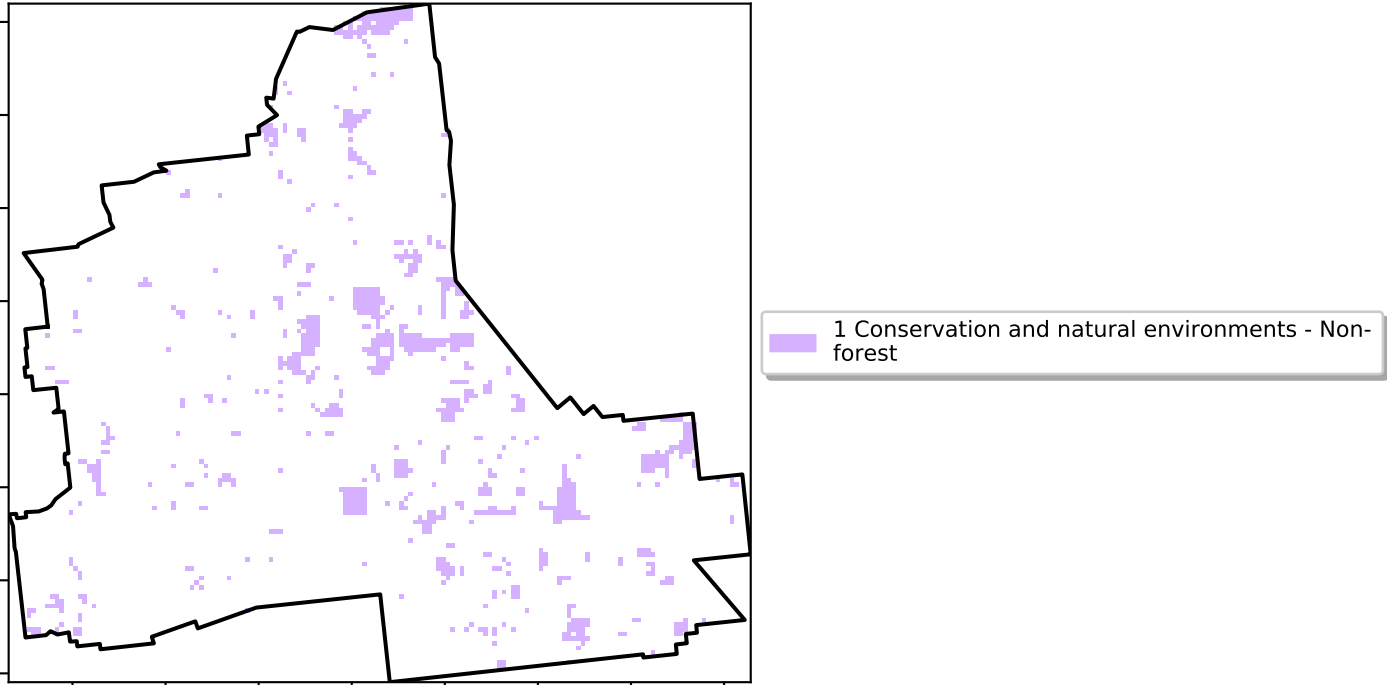 1 Conservation and natural environments - Non-
forest